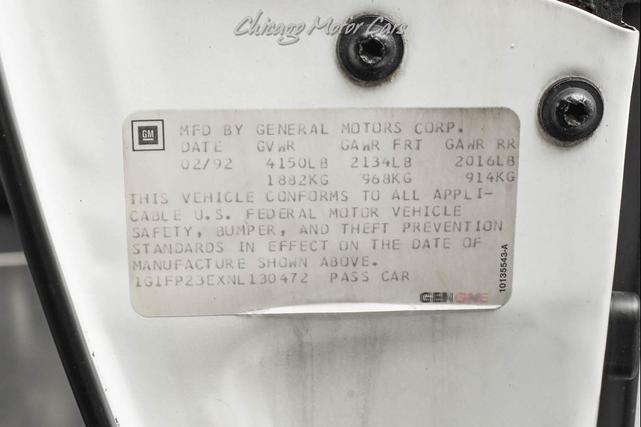 Chicago Motor Cars
GM
MFD BY GENERAL MOTORS CORP.
DATE GVWR GAWR FRT GAWR RR
02/92 4150LB 2134LB 2016LB
1882KG 968KG 914KG
THIS VEHICLE CONFORMS TO ALL APPLI-
CABLE U.S. FEDERAL MOTOR VEHICLE
SAFETY, BUMPER, AND THEFT PREVENTION
STANDARDS IN EFFECT ON THE DATE OF
MANUFACTURE SHOWN ABOVE.
1G1FP23EXNL130472 PASS CAR
10135543-A